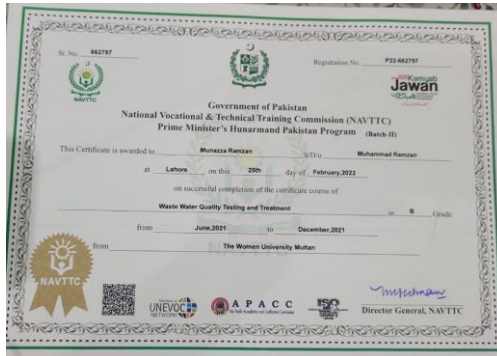 Sr. No. 662797
Registration No. P22-662797
NAVTTC
Kamyab
Jawan
Government of Pakistan
National Vocational & Technical Training Commission (NAVTTC)
Prime Minister's Hunarmand Pakistan Program (Batch-II)
This Certificate is awarded to Munazza Ramzan S/D/o Muhammad Ramzan
at Lahore on this 25th day of February,2022
on successful completion of the certificate course of
Waste Water Quality Testing and Treatment in B Grade
from June,2021 to December,2021
from The Women University Multan
NAVTTC
UNEVOC
NETWORK
APACC
ISO
Director General, NAVTTC